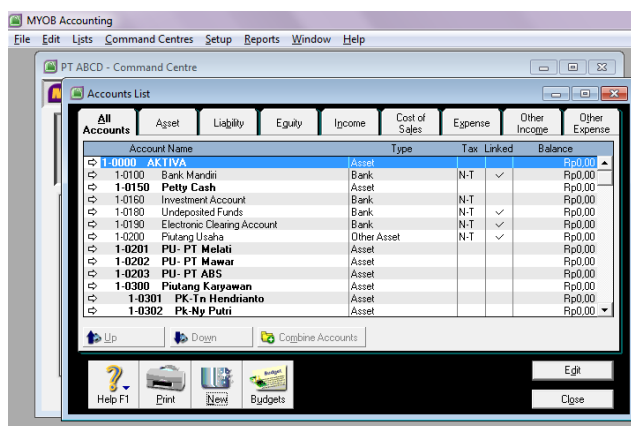 MYOB Accounting
File Edit Lists Command Centres Setup Reports Window Help
PT ABCD - Command Centre
Accounts List
All Accounts Asset Liability Equity Income Cost of Sales Expense Other Income Other Expense
Account Name Type Tax Linked Balance
1-0000 AKTIVA Asset Rp0,00
1-0100 Bank Mandiri Bank N-T Rp0,00
1-0150 Petty Cash Asset Rp0,00
1-0160 Investment Account Bank N-T Rp0,00
1-0180 Undeposited Funds Bank N-T Rp0,00
1-0190 Electronic Clearing Account Bank N-T Rp0,00
1-0200 Piutang Usaha Other Asset N-T Rp0,00
1-0201 PU- PT Melati Asset Rp0,00
1-0202 PU- PT Mawar Asset Rp0,00
1-0203 PU- PT ABS Asset Rp0,00
1-0300 Piutang Karyawan Asset Rp0,00
1-0301 PK-Tn Hendrianto Asset Rp0,00
1-0302 Pk-Ny Putri Asset Rp0,00
Up Down Combine Accounts
Help F1 Print New Budgets
Edit
Close